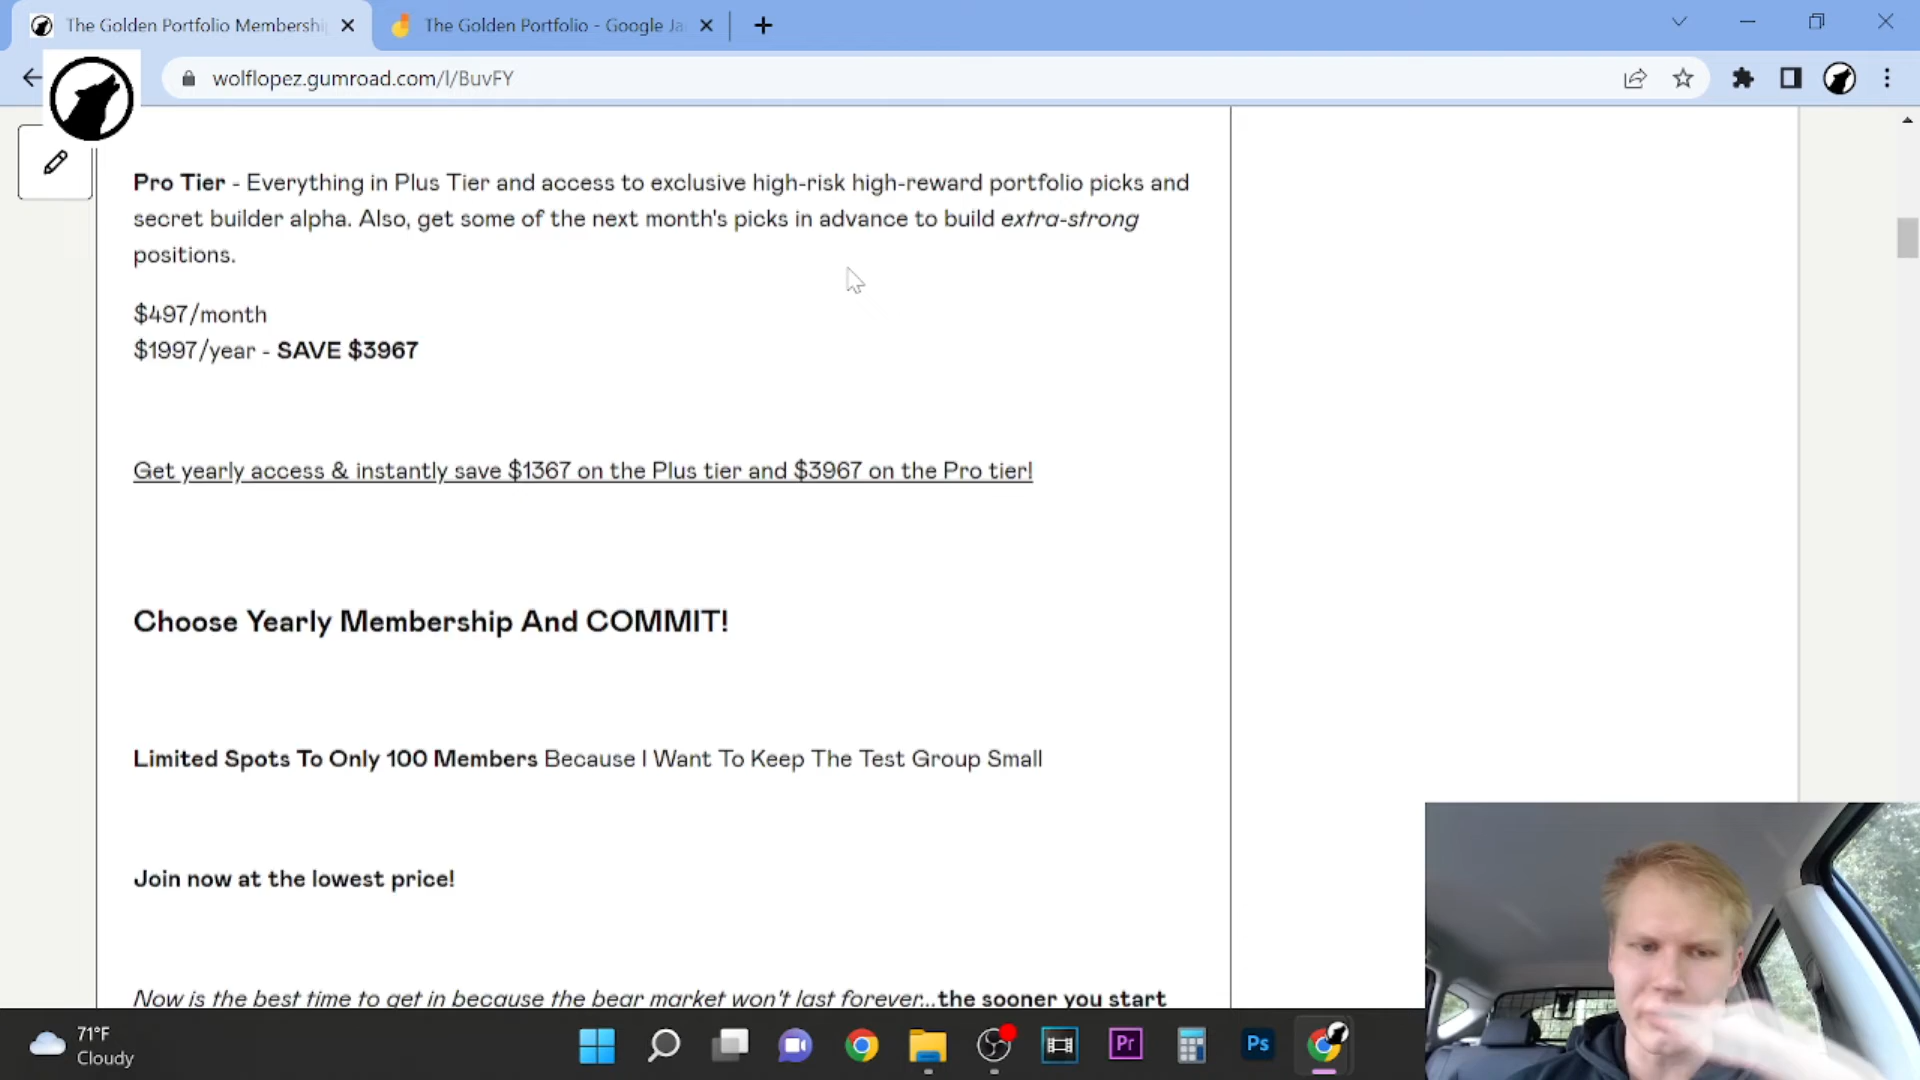 The Golden Portfolio Membershi
The Golden Portfolio - Google Ja
wolflopez.gumroad.com/l/BuvFY
Pro Tier - Everything in Plus Tier and access to exclusive high-risk high-reward portfolio picks and
secret builder alpha. Also, get some of the next month's picks in advance to build extra-strong
positions.
$497/month
$1997/year - SAVE $3967
Get yearly access & instantly save $1367 on the Plus tier and $3967 on the Pro tier!
Choose Yearly Membership And COMMIT!
Limited Spots To Only 100 Members Because I Want To Keep The Test Group Small
Join now at the lowest price!
Now is the best time to get in because the bear market won't last forever...the sooner you start
71°F
Cloudy
Pr
Ps